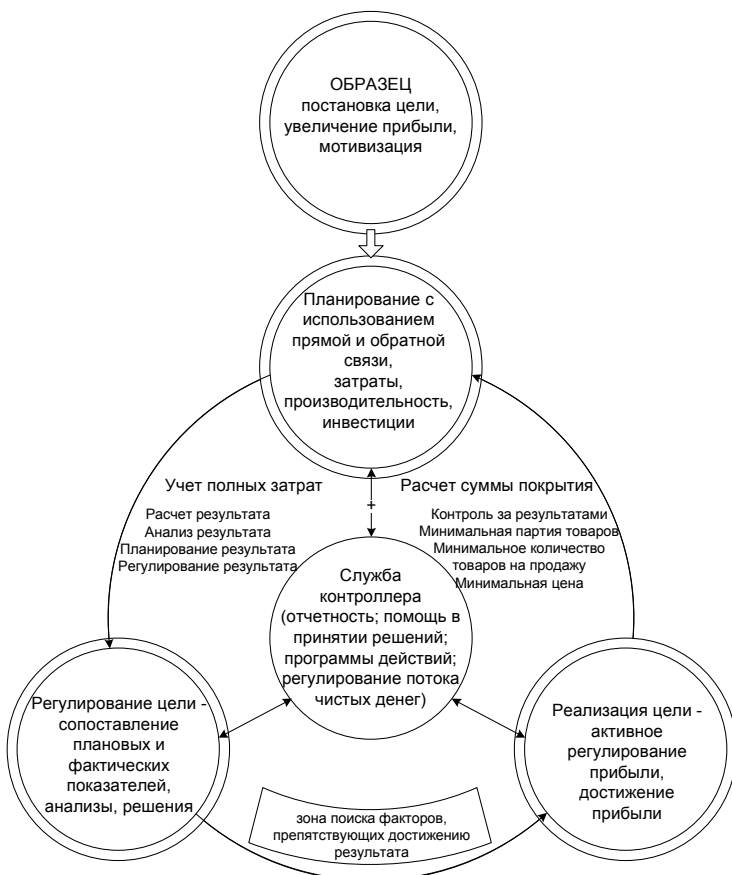 ОБРАЗЕЦ
постановка цели,
увеличение прибыли,
мотивизация
Планирование с
использованием
прямой и обратной
связи,
затраты,
производительность,
инвестиции
Учет полных затрат
Расчет результата
Анализ результата
Планирование результата
Регулирование результата
+
Расчет суммы покрытия
Контроль за результатами
Минимальная партия товаров
Минимальное количество
товаров на продажу
Минимальная цена
Служба
контроллера
(отчетность; помощь в
принятии решений;
программы действий;
регулирование потока
чистых денег)
Регулирование цели -
сопоставление
плановых и
фактических
показателей,
анализы, решения
Реализация цели -
активное
регулирование
прибыли,
достижение
прибыли
зона поиска факторов,
препятствующих достижению
результата